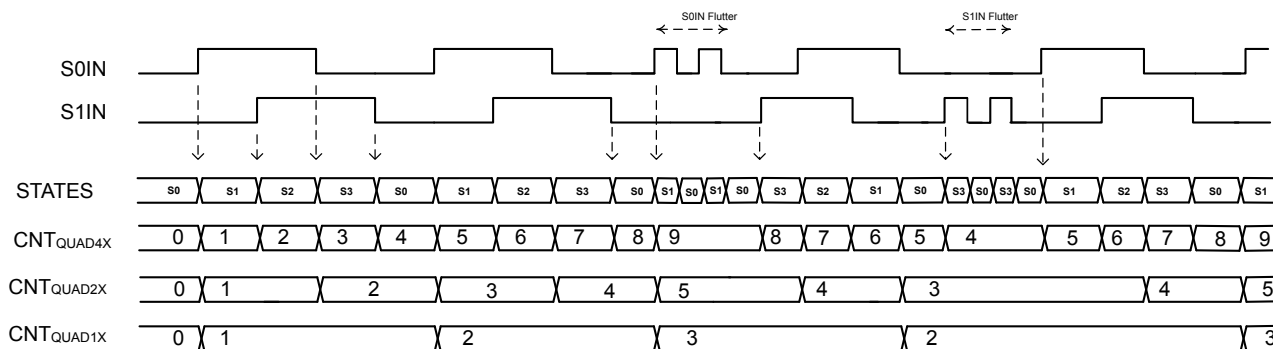 S0IN Flutter S1IN Flutter
S0IN
S1IN
STATES S0 S1 S2 S3 S0 S1 S2 S3 S0 S1 S0 S1 S0 S3 S2 S1 S0 S3 S0 S3 S0 S1 S2 S3 S0 S1
CNTQUAD4X 0 1 2 3 4 5 6 7 8 9 8 7 6 5 4 5 6 7 8 9
CNTQUAD2X 0 1 2 3 4 5 4 3 4 5
CNTQUAD1X 0 1 2 3 2 3